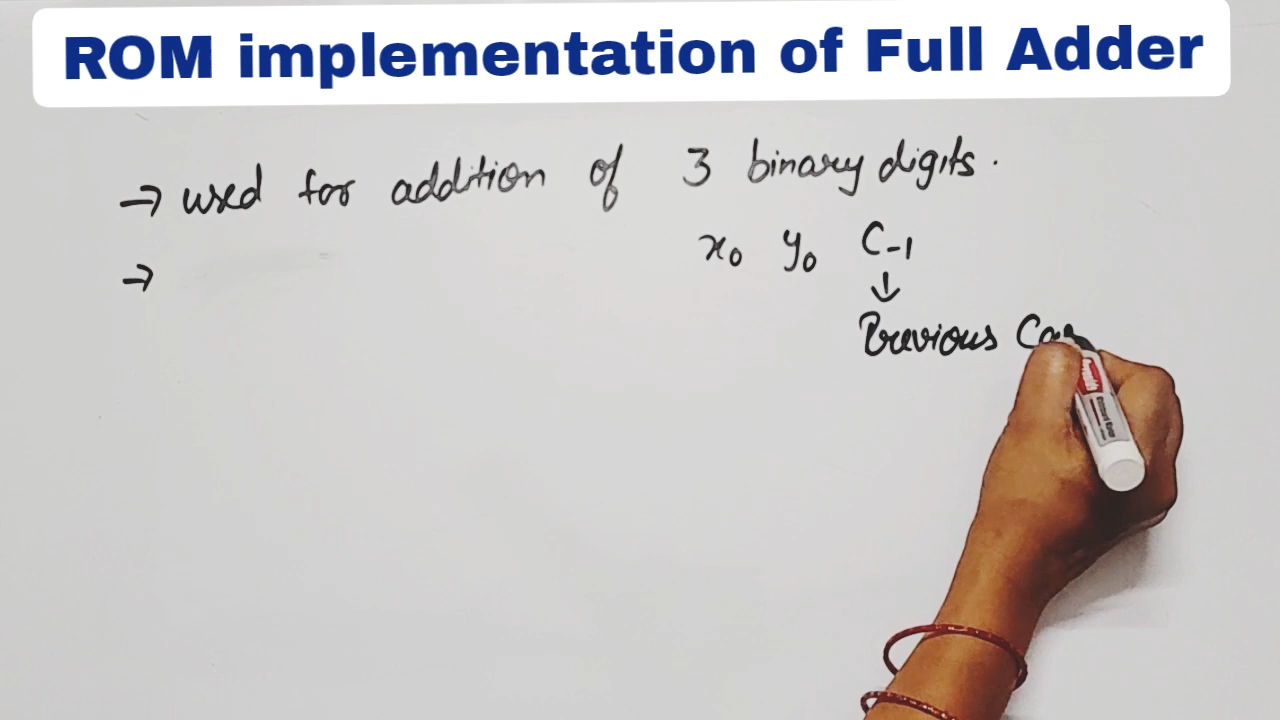 ROM implementation of Full Adder
→ used for addition of 3 binary digits.
x₀ y₀ C₋₁
→
↓
Previous